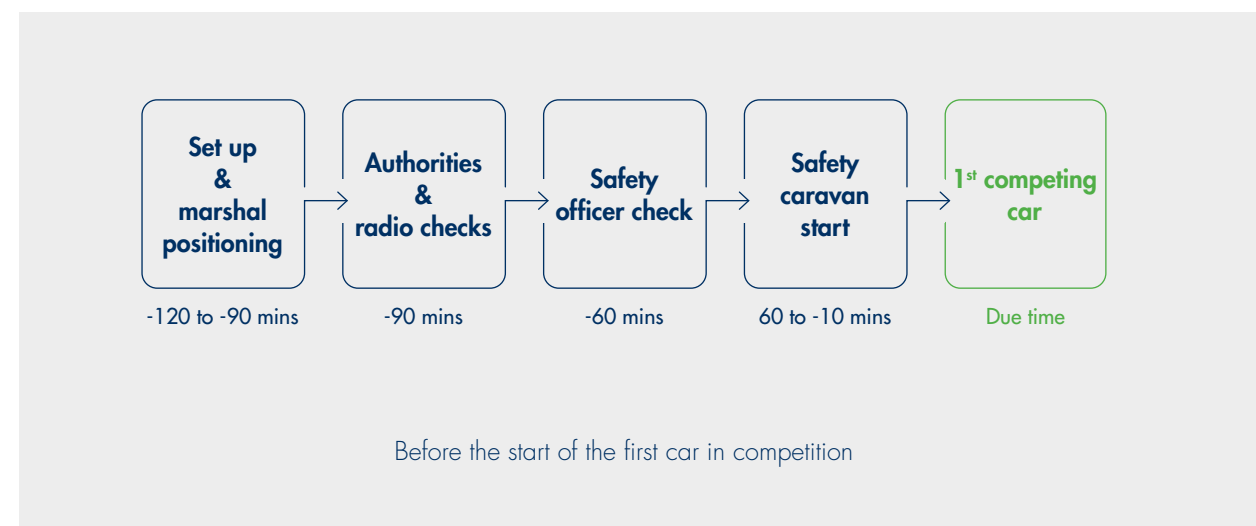 Set up
&
marshal
positioning
Authorities
&
radio checks
Safety
officer check
Safety
caravan
start
1st competing
car
-120 to -90 mins
-90 mins
-60 mins
60 to -10 mins
Due time
Before the start of the first car in competition